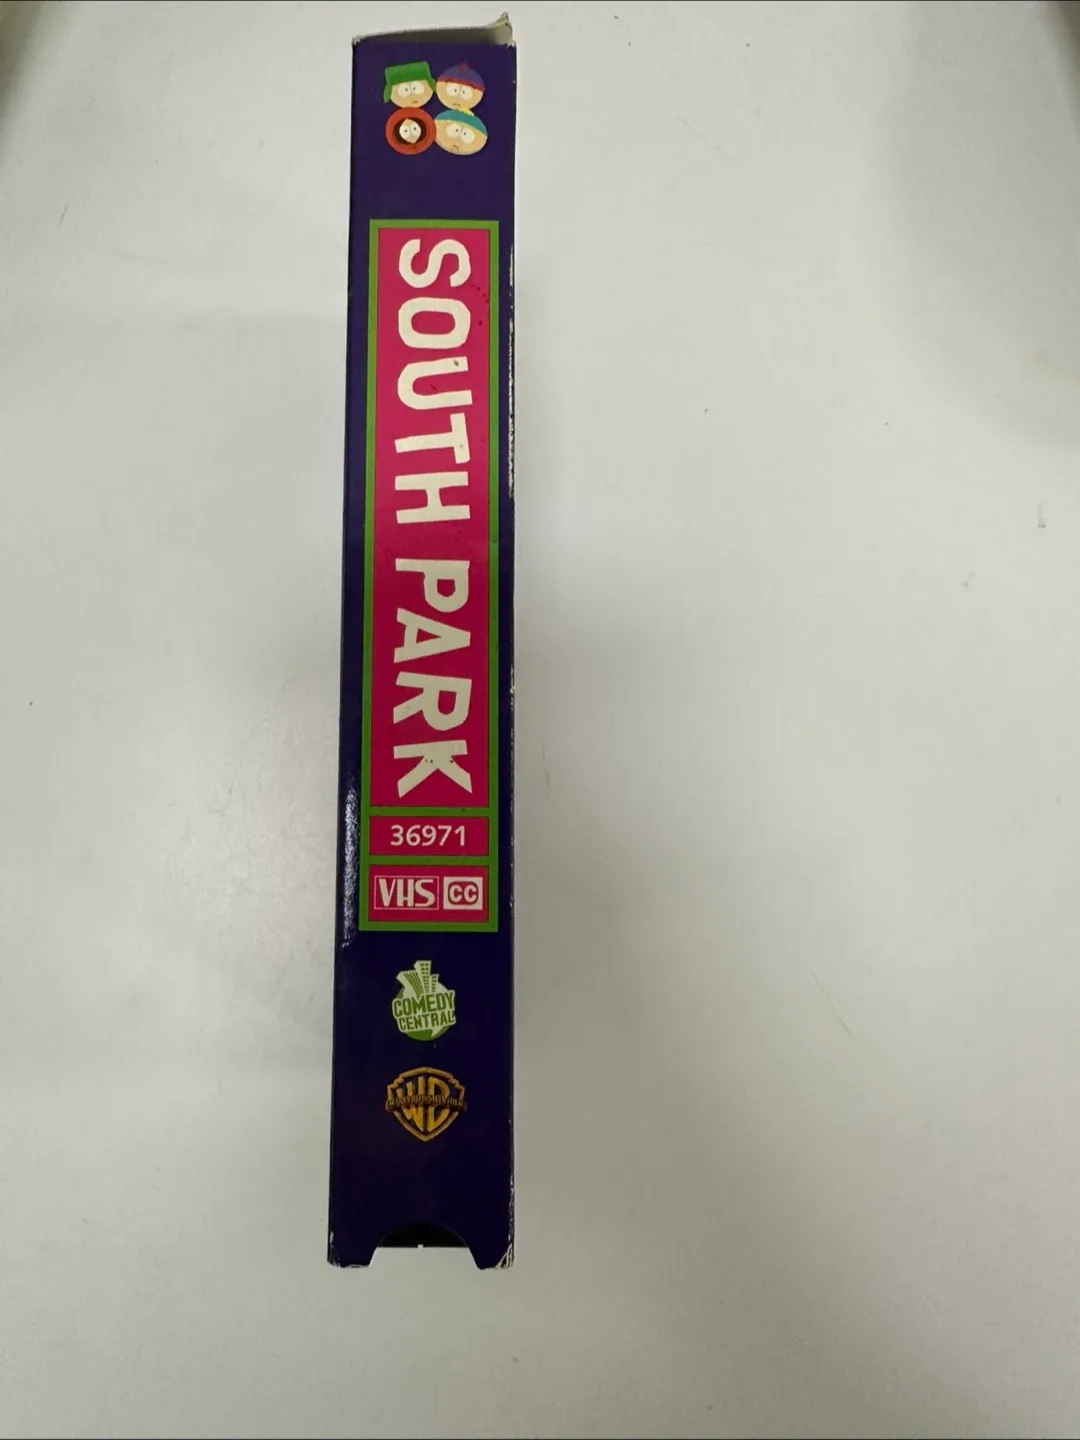 SOUTH PARK
36971
VHS CC
COMEDY
CENTRAL
WB